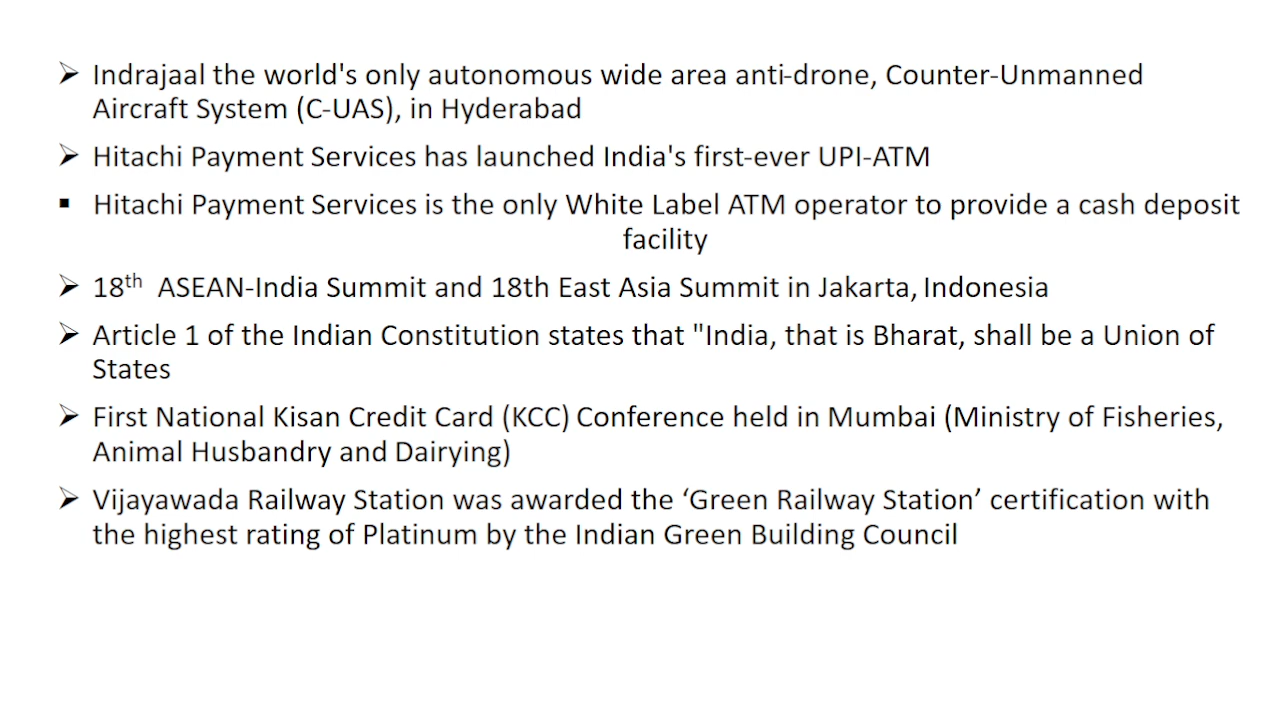 ➢ Indrajaal the world's only autonomous wide area anti-drone, Counter-Unmanned
Aircraft System (C-UAS), in Hyderabad
➢ Hitachi Payment Services has launched India's first-ever UPI-ATM
▪ Hitachi Payment Services is the only White Label ATM operator to provide a cash deposit
facility
➢ 18th ASEAN-India Summit and 18th East Asia Summit in Jakarta, Indonesia
➢ Article 1 of the Indian Constitution states that "India, that is Bharat, shall be a Union of
States
➢ First National Kisan Credit Card (KCC) Conference held in Mumbai (Ministry of Fisheries,
Animal Husbandry and Dairying)
➢ Vijayawada Railway Station was awarded the ‘Green Railway Station’ certification with
the highest rating of Platinum by the Indian Green Building Council